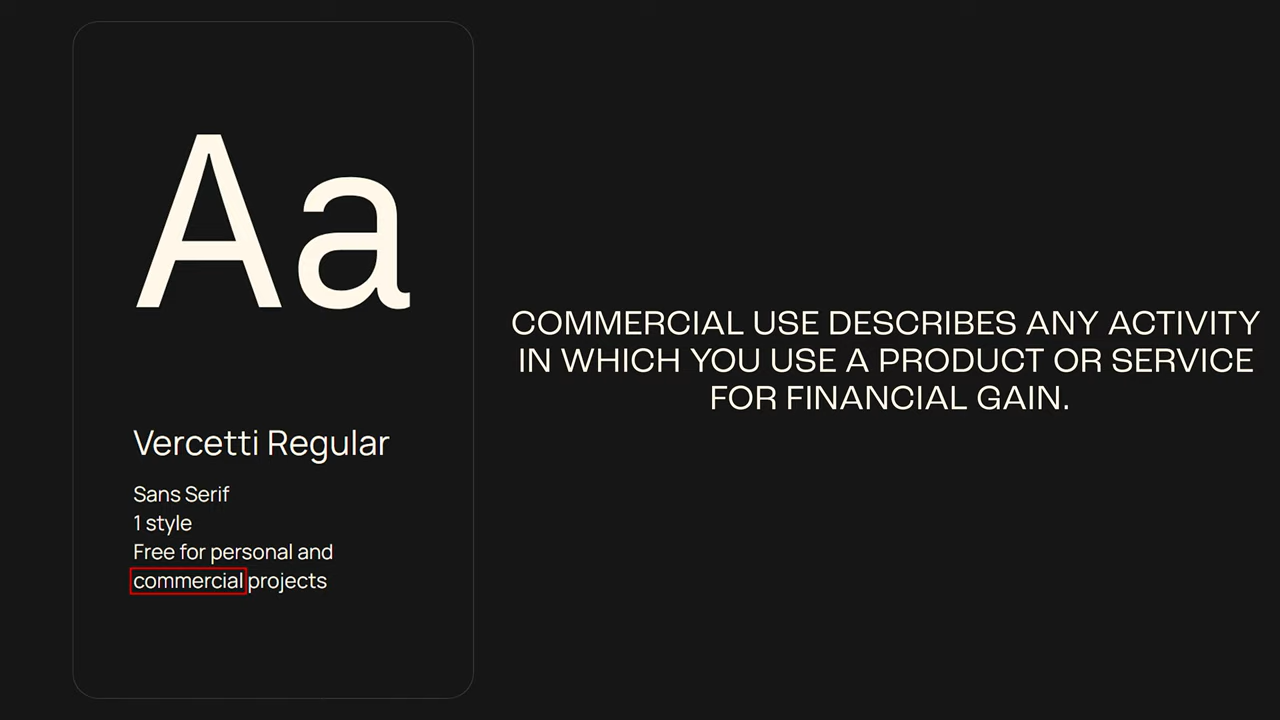 Aa
Vercetti Regular
Sans Serif
1 style
Free for personal and
commercial projects
COMMERCIAL USE DESCRIBES ANY ACTIVITY
IN WHICH YOU USE A PRODUCT OR SERVICE
FOR FINANCIAL GAIN.